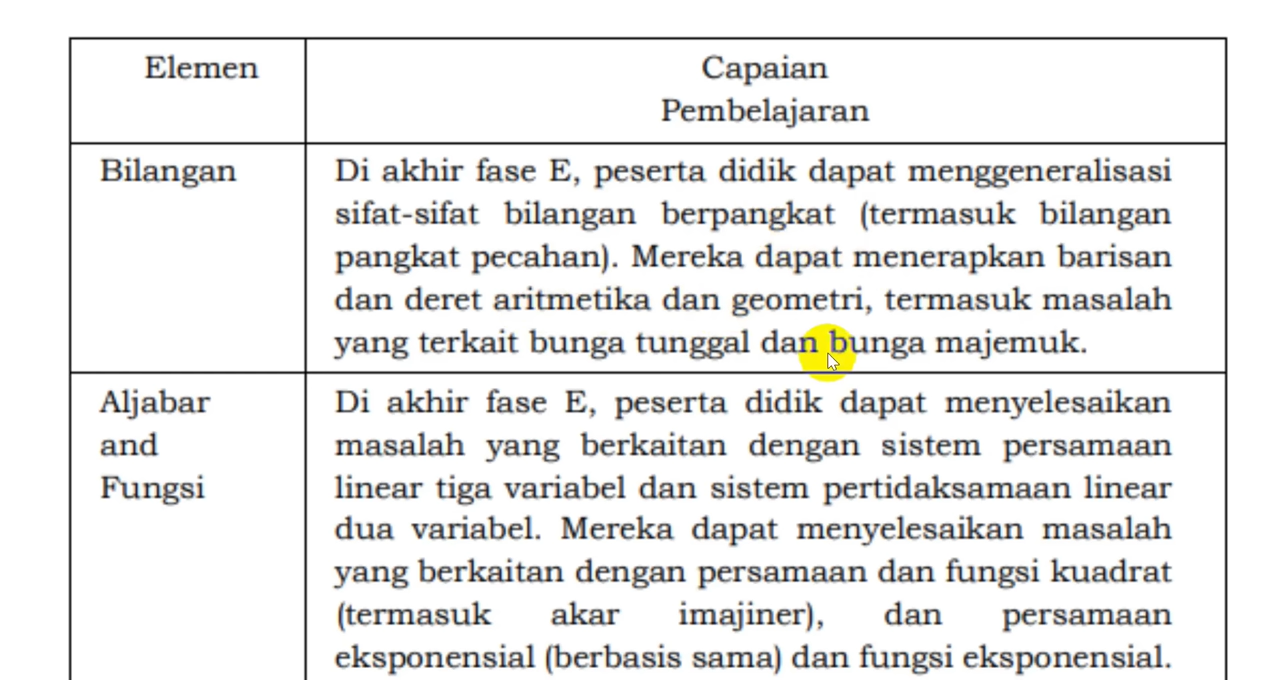 Elemen
Capaian
Pembelajaran
Bilangan
Di akhir fase E, peserta didik dapat menggeneralisasi
sifat-sifat bilangan berpangkat (termasuk bilangan
pangkat pecahan). Mereka dapat menerapkan barisan
dan deret aritmetika dan geometri, termasuk masalah
yang terkait bunga tunggal dan bunga majemuk.
Aljabar
and
Fungsi
Di akhir fase E, peserta didik dapat menyelesaikan
masalah yang berkaitan dengan sistem persamaan
linear tiga variabel dan sistem pertidaksamaan linear
dua variabel. Mereka dapat menyelesaikan masalah
yang berkaitan dengan persamaan dan fungsi kuadrat
(termasuk akar imajiner), dan persamaan
eksponensial (berbasis sama) dan fungsi eksponensial.